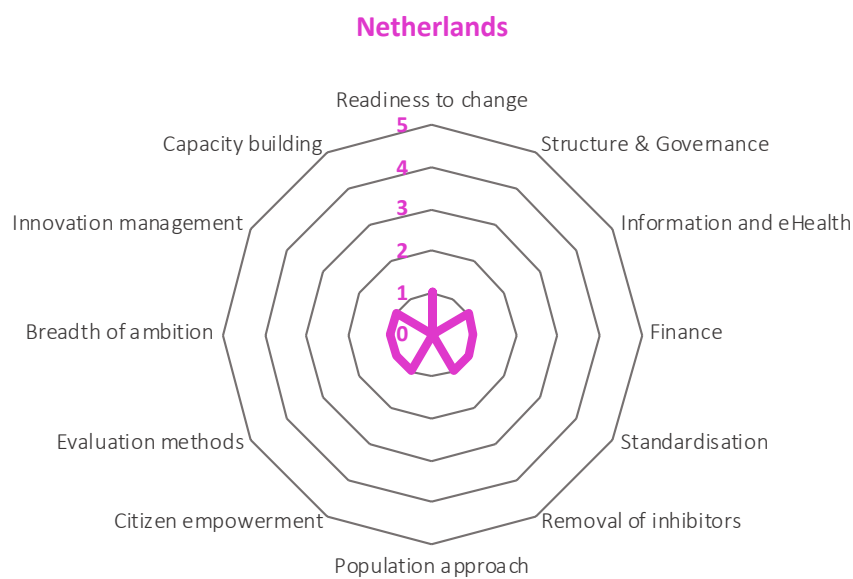 Netherlands
Readiness to change
5
Capacity building
Structure & Governance
4
3
Innovation management
Information and eHealth
2
1
Breadth of ambition
0
Finance
Evaluation methods
Standardisation
Citizen empowerment
Removal of inhibitors
Population approach